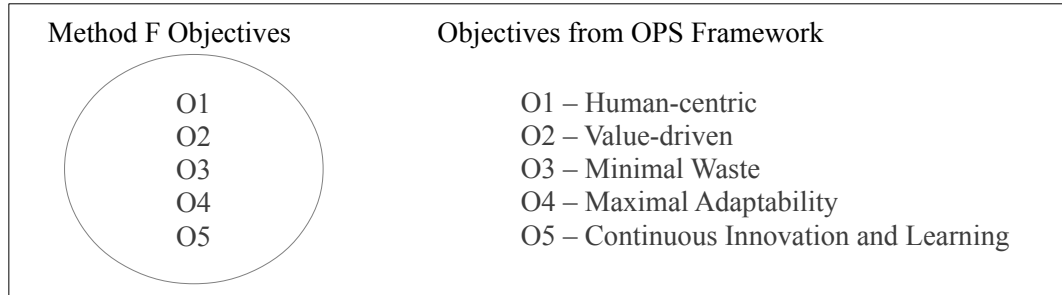 Method F Objectives
Objectives from OPS Framework
O1
O2
O3
O4
O5
O1 – Human-centric
O2 – Value-driven
O3 – Minimal Waste
O4 – Maximal Adaptability
O5 – Continuous Innovation and Learning